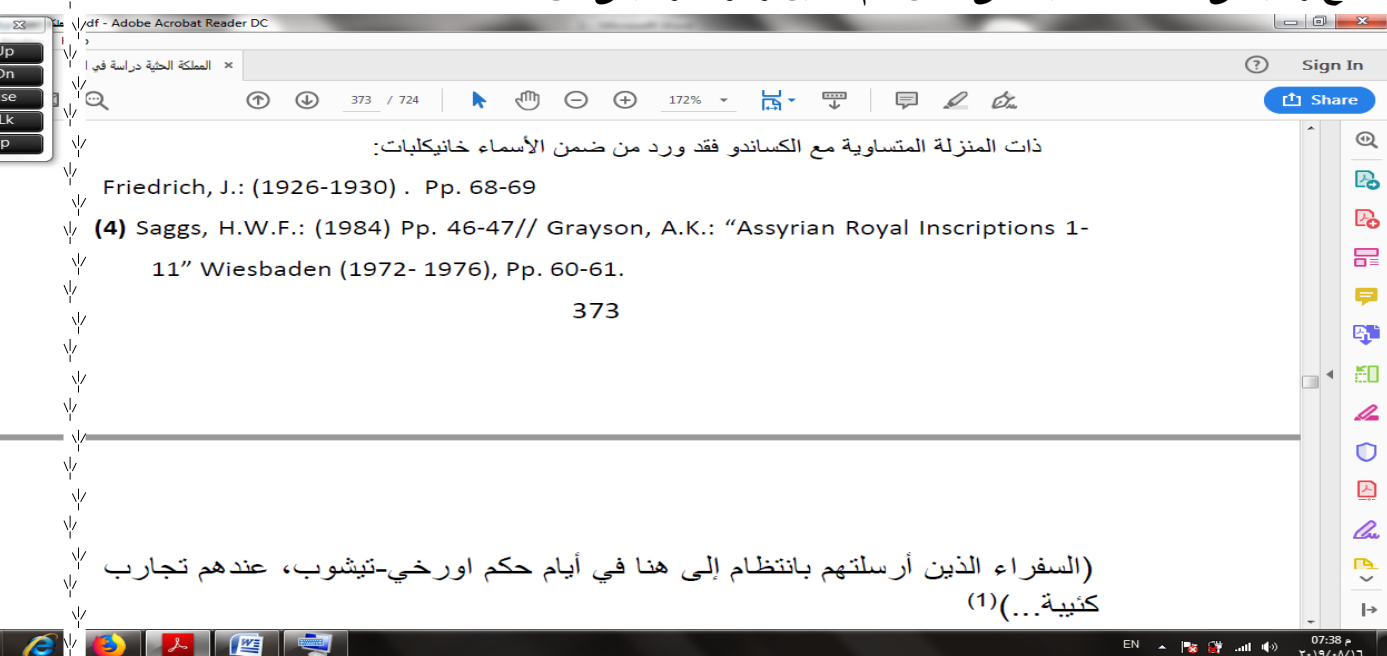 df - Adobe Acrobat Reader DC
المملكة الحثية دراسة في ا ×
Sign In
373 / 724
172%
Share
ذات المنزلة المتساوية مع الكساندو فقد ورد من ضمن الأسماء خانيكلبات:
Friedrich, J.: (1926-1930) . Pp. 68-69
(4) Saggs, H.W.F.: (1984) Pp. 46-47// Grayson, A.K.: “Assyrian Royal Inscriptions 1-
11” Wiesbaden (1972- 1976), Pp. 60-61.
373
(السفراء الذين أرسلتهم بانتظام إلى هنا في أيام حكم اورخي-تيشوب، عندهم تجارب
كئيبة...)(1)
EN
07:38 م